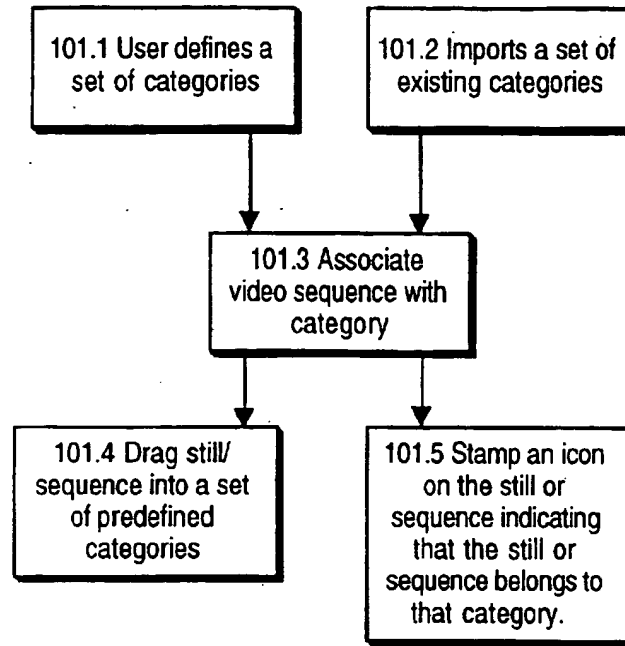 101.1 User defines a
set of categories
101.2 Imports a set of
existing categories
101.3 Associate
video sequence with
category
101.4 Drag still/
sequence into a set
of predefined
categories
101.5 Stamp an icon
on the still or
sequence indicating
that the still or
sequence belongs to
that category.